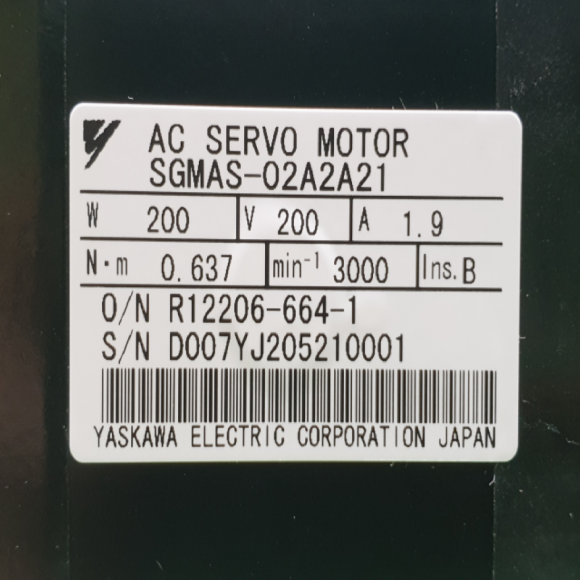 AC SERVO MOTOR
SGMAS-02A2A21
W 200 V 200 A 1.9
N·m 0.637 min⁻¹ 3000 Ins. B
O/N R12206-664-1
S/N D007YJ205210001
YASKAWA ELECTRIC CORPORATION JAPAN